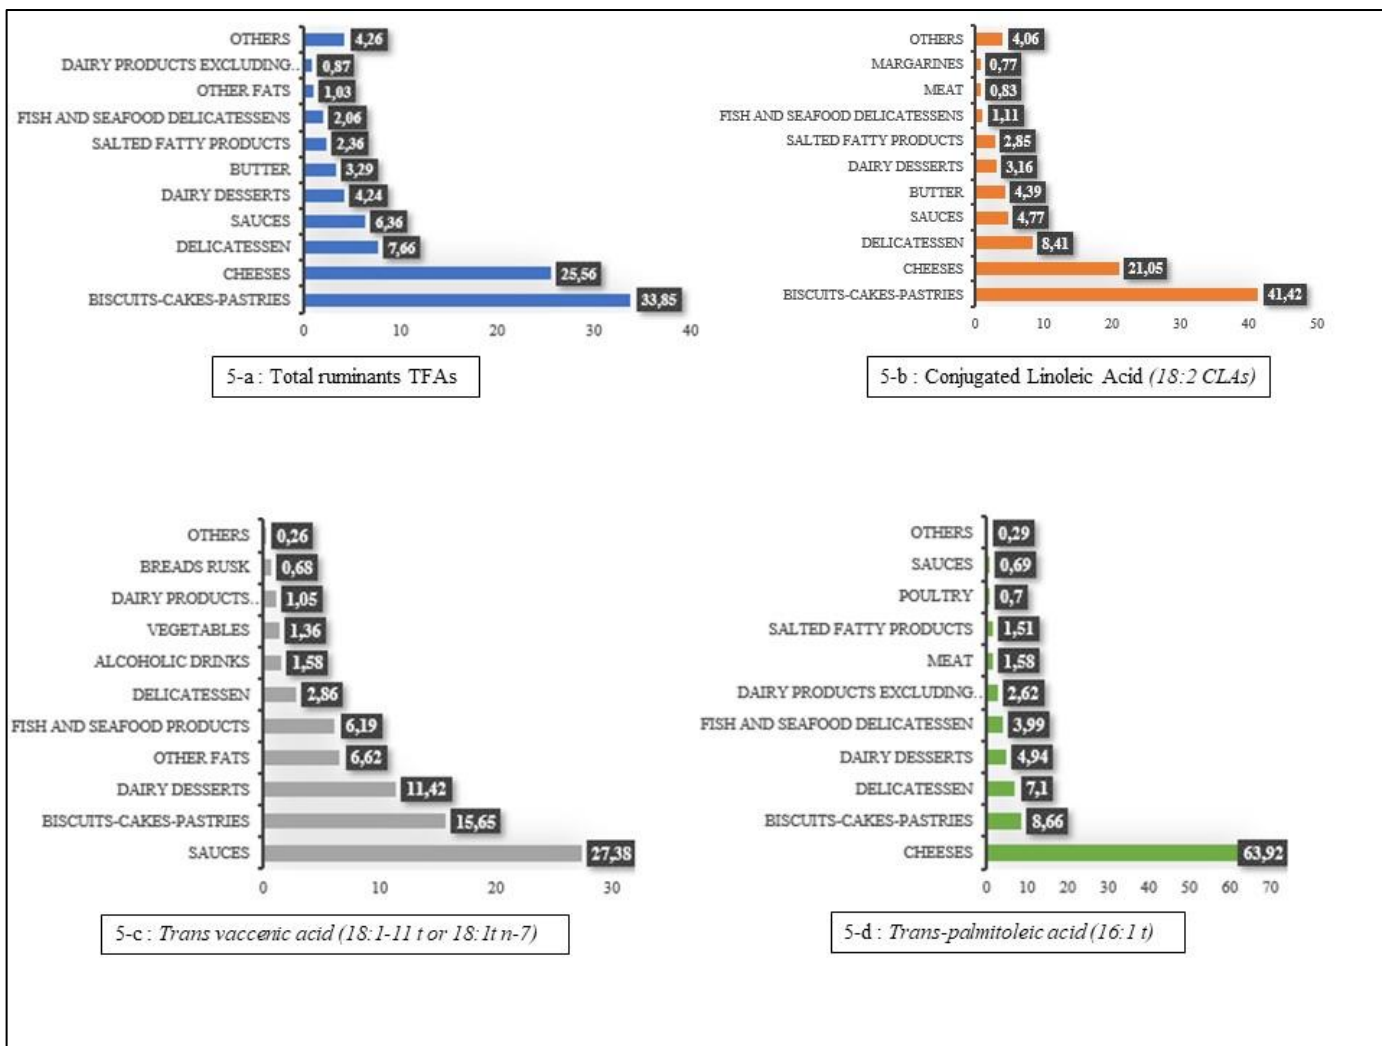 OTHERS 4,26
DAIRY PRODUCTS EXCLUDING.. 0,87
OTHER FATS 1,03
FISH AND SEAFOOD DELICATESSENS 2,06
SALTED FATTY PRODUCTS 2,36
BUTTER 3,29
DAIRY DESSERTS 4,24
SAUCES 6,36
DELICATESSEN 7,66
CHEESES 25,56
BISCUITS-CAKES-PASTRIES 33,85
0 10 20 30 40
5-a : Total ruminants TFAs
OTHERS 4,06
MARGARINES 0,77
MEAT 0,83
FISH AND SEAFOOD DELICATESSENS 1,11
SALTED FATTY PRODUCTS 2,85
DAIRY DESSERTS 3,16
BUTTER 4,39
SAUCES 4,77
DELICATESSEN 8,41
CHEESES 21,05
BISCUITS-CAKES-PASTRIES 41,42
0 10 20 30 40 50
5-b : Conjugated Linoleic Acid (18:2 CLAs)
OTHERS 0,26
BREADS RUSK 0,68
DAIRY PRODUCTS.. 1,05
VEGETABLES 1,36
ALCOHOLIC DRINKS 1,58
DELICATESSEN 2,86
FISH AND SEAFOOD PRODUCTS 6,19
OTHER FATS 6,62
DAIRY DESSERTS 11,42
BISCUITS-CAKES-PASTRIES 15,65
SAUCES 27,38
0 10 20 30
5-c : Trans vaccenic acid (18:1-11 t or 18:1t n-7)
OTHERS 0,29
SAUCES 0,69
POULTRY 0,7
SALTED FATTY PRODUCTS 1,51
MEAT 1,58
DAIRY PRODUCTS EXCLUDING.. 2,62
FISH AND SEAFOOD DELICATESSEN 3,99
DAIRY DESSERTS 4,94
DELICATESSEN 7,1
BISCUITS-CAKES-PASTRIES 8,66
CHEESES 63,92
0 10 20 30 40 50 60 70
5-d : Trans-palmitoleic acid (16:1 t)